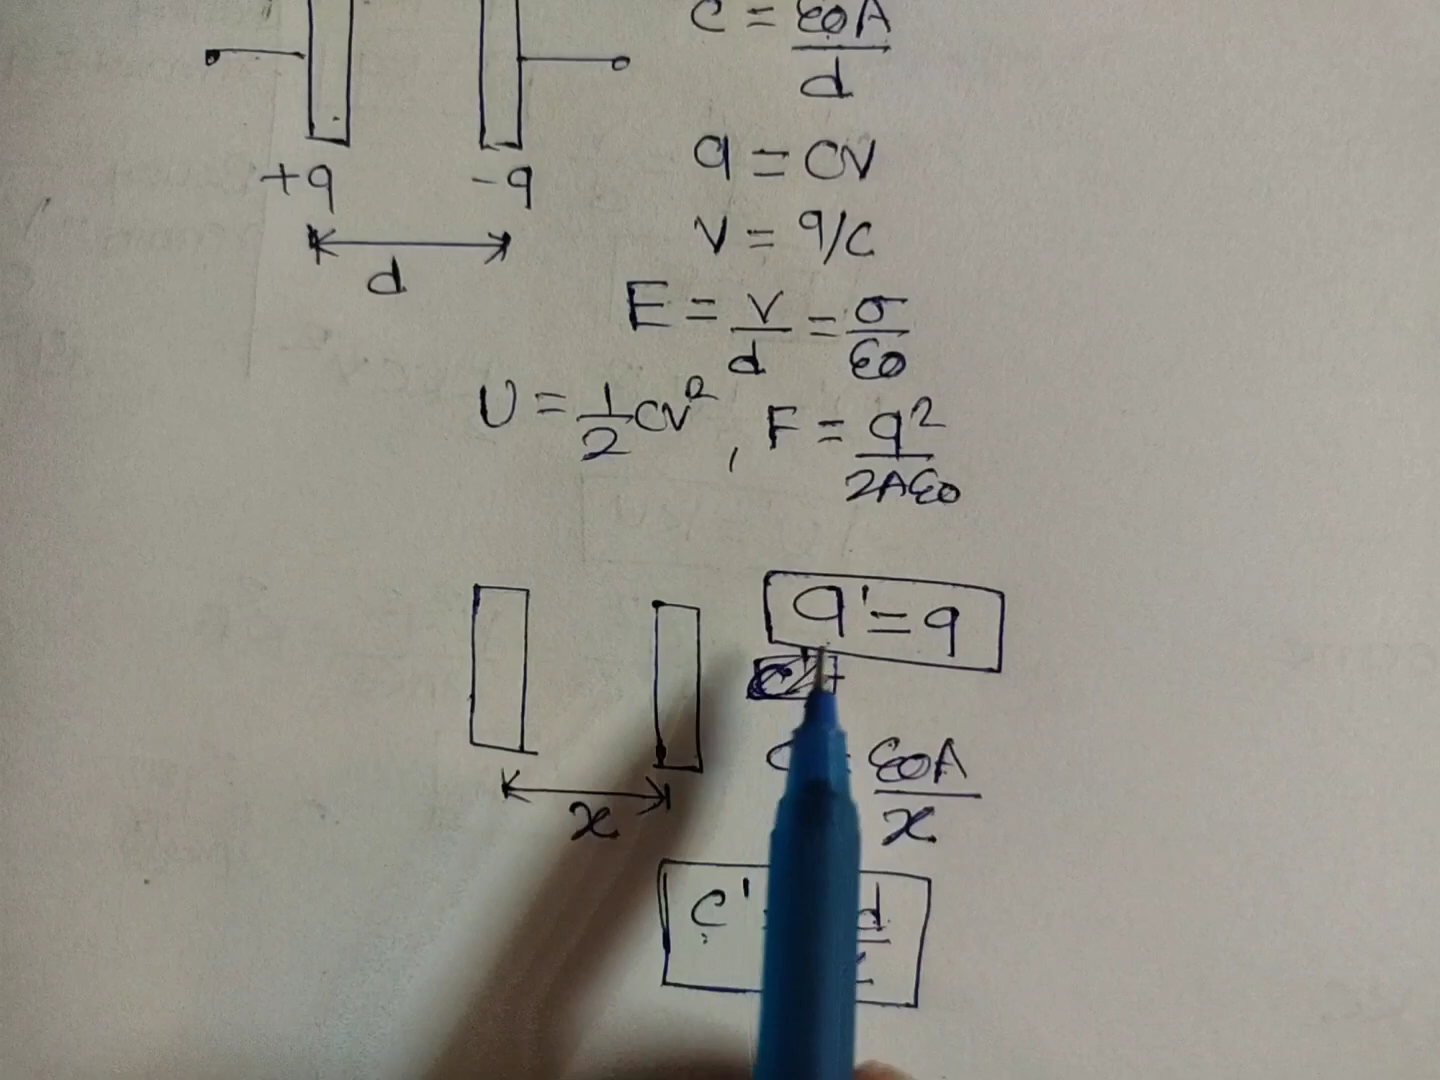 C = ε0A/d
+q -q
d
q = CV
V = q/C
E = V/d = σ/ε0
U = 1/2 CV², F = q²/2Aε0
q' = q
x
ε0A/x
C' d